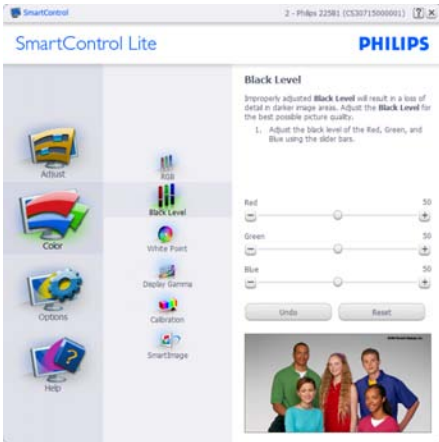 SmartControl
2 - Philips 225B1 (CS30715000001)
SmartControl Lite
PHILIPS
Adjust
Color
Options
Help
RGB
Black Level
White Point
Display Gamma
Calibration
SmartImage
Black Level
Improperly adjusted Black Level will result in a loss of
detail in darker image areas. Adjust the Black Level for
the best possible picture quality.
1. Adjust the black level of the Red, Green, and
Blue using the slider bars.
Red 50
Green 50
Blue 50
Undo Reset